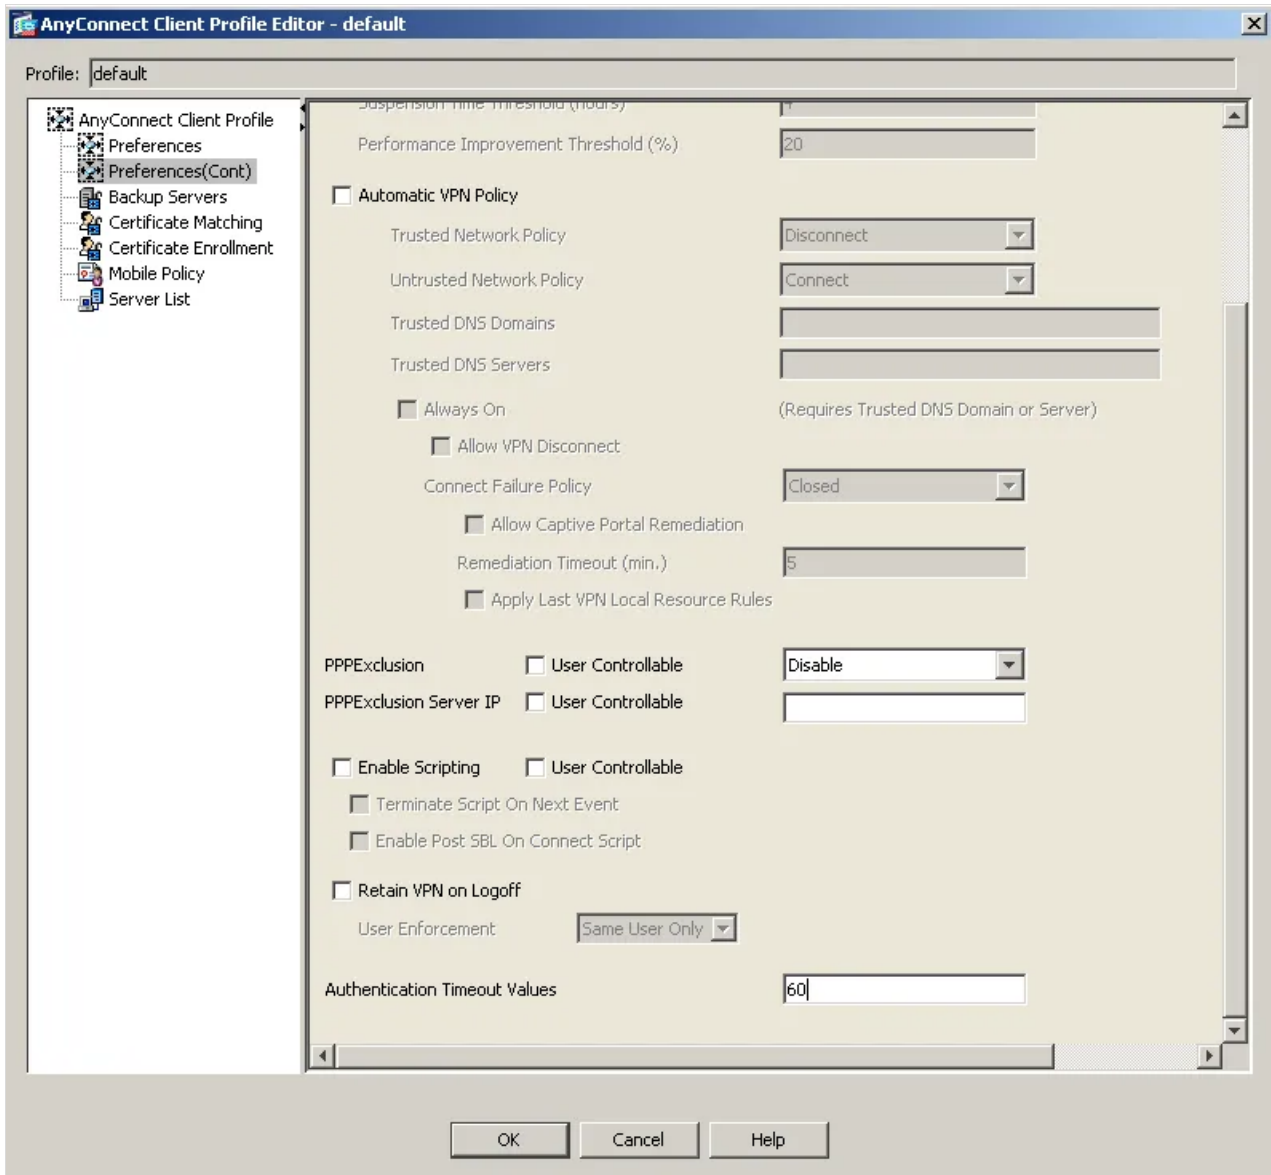 AnyConnect Client Profile Editor - default
Profile: default
AnyConnect Client Profile
Preferences
Preferences(Cont)
Backup Servers
Certificate Matching
Certificate Enrollment
Mobile Policy
Server List
Suspension Time Threshold (hours) 4
Performance Improvement Threshold (%) 20
Automatic VPN Policy
Trusted Network Policy Disconnect
Untrusted Network Policy Connect
Trusted DNS Domains
Trusted DNS Servers
Always On (Requires Trusted DNS Domain or Server)
Allow VPN Disconnect
Connect Failure Policy Closed
Allow Captive Portal Remediation
Remediation Timeout (min.) 5
Apply Last VPN Local Resource Rules
PPPExclusion User Controllable Disable
PPPExclusion Server IP User Controllable
Enable Scripting User Controllable
Terminate Script On Next Event
Enable Post SBL On Connect Script
Retain VPN on Logoff
User Enforcement Same User Only
Authentication Timeout Values 60
OK Cancel Help